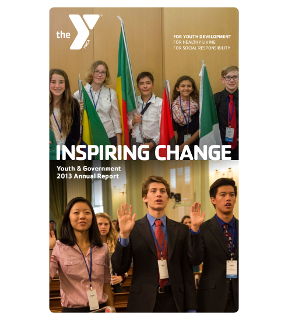 the Y
FOR YOUTH DEVELOPMENT
FOR HEALTHY LIVING
FOR SOCIAL RESPONSIBILITY
INSPIRING CHANGE
Youth & Government
2013 Annual Report